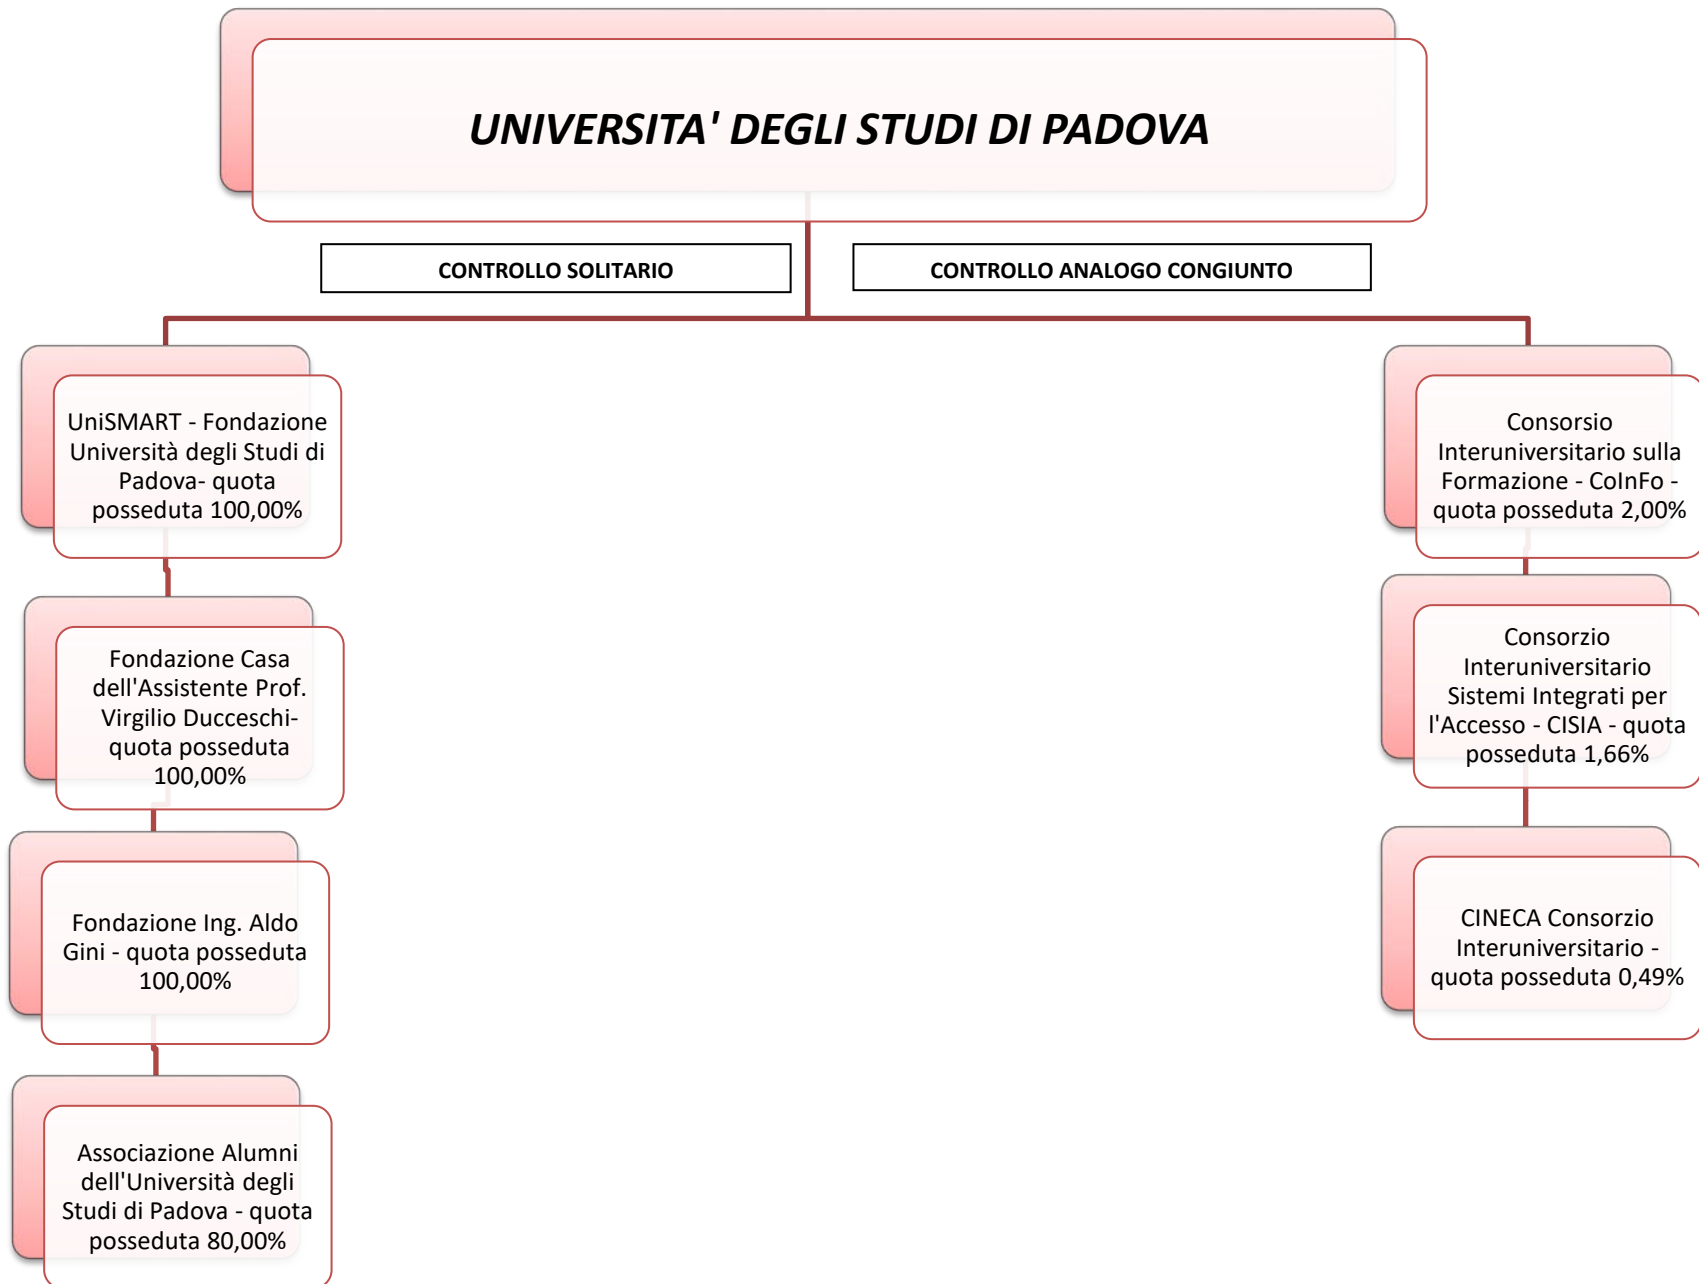 UNIVERSITA' DEGLI STUDI DI PADOVA
CONTROLLO SOLITARIO
CONTROLLO ANALOGO CONGIUNTO
UniSMART - Fondazione
Università degli Studi di
Padova- quota
posseduta 100,00%
Fondazione Casa
dell'Assistente Prof.
Virgilio Ducceschi-
quota posseduta
100,00%
Fondazione Ing. Aldo
Gini - quota posseduta
100,00%
Associazione Alumni
dell'Università degli
Studi di Padova - quota
posseduta 80,00%
Consorsio
Interuniversitario sulla
Formazione - CoInFo -
quota posseduta 2,00%
Consorzio
Interuniversitario
Sistemi Integrati per
l'Accesso - CISIA - quota
posseduta 1,66%
CINECA Consorzio
Interuniversitario -
quota posseduta 0,49%